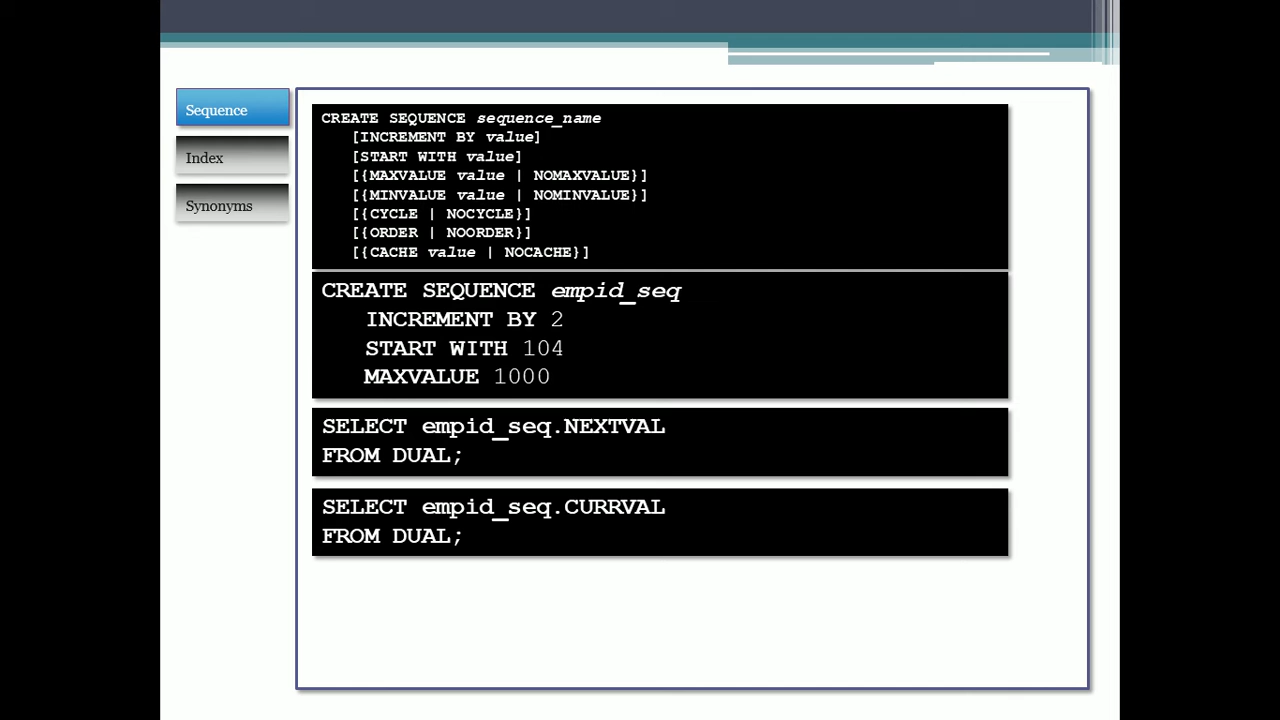 Sequence
Index
Synonyms
CREATE SEQUENCE sequence_name
[INCREMENT BY value]
[START WITH value]
[{MAXVALUE value | NOMAXVALUE}]
[{MINVALUE value | NOMINVALUE}]
[{CYCLE | NOCYCLE}]
[{ORDER | NOORDER}]
[{CACHE value | NOCACHE}]
CREATE SEQUENCE empid_seq
INCREMENT BY 2
START WITH 104
MAXVALUE 1000
SELECT empid_seq.NEXTVAL
FROM DUAL;
SELECT empid_seq.CURRVAL
FROM DUAL;